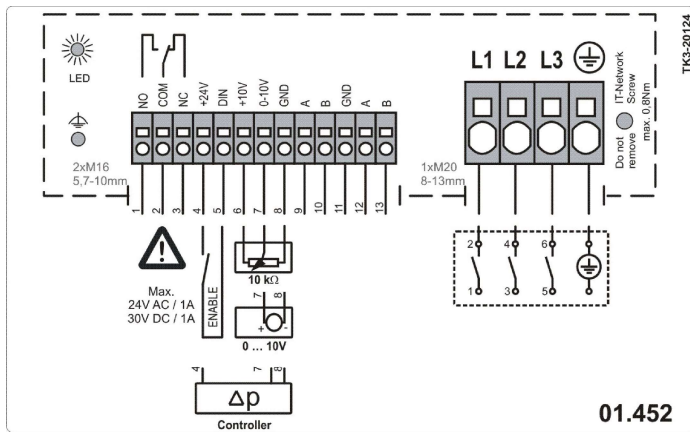 LED
NO
COM
NC
+24V
DIN
+10V
0-10V
GND
A
B
GND
A
B
L1 L2 L3
TK3-20124
Do not remove
IT-Network Screw
max. 0,8Nm
2xM16
5,7-10mm
1xM20
8-13mm
1
2
3
4
5
6
7
8
9
10
11
12
13
Max.
24V AC / 1A
30V DC / 1A
ENABLE
10 kΩ
7 8
+ -
0 ... 10V
4 7 8
Δp
Controller
2 4 6
1 3 5
01.452